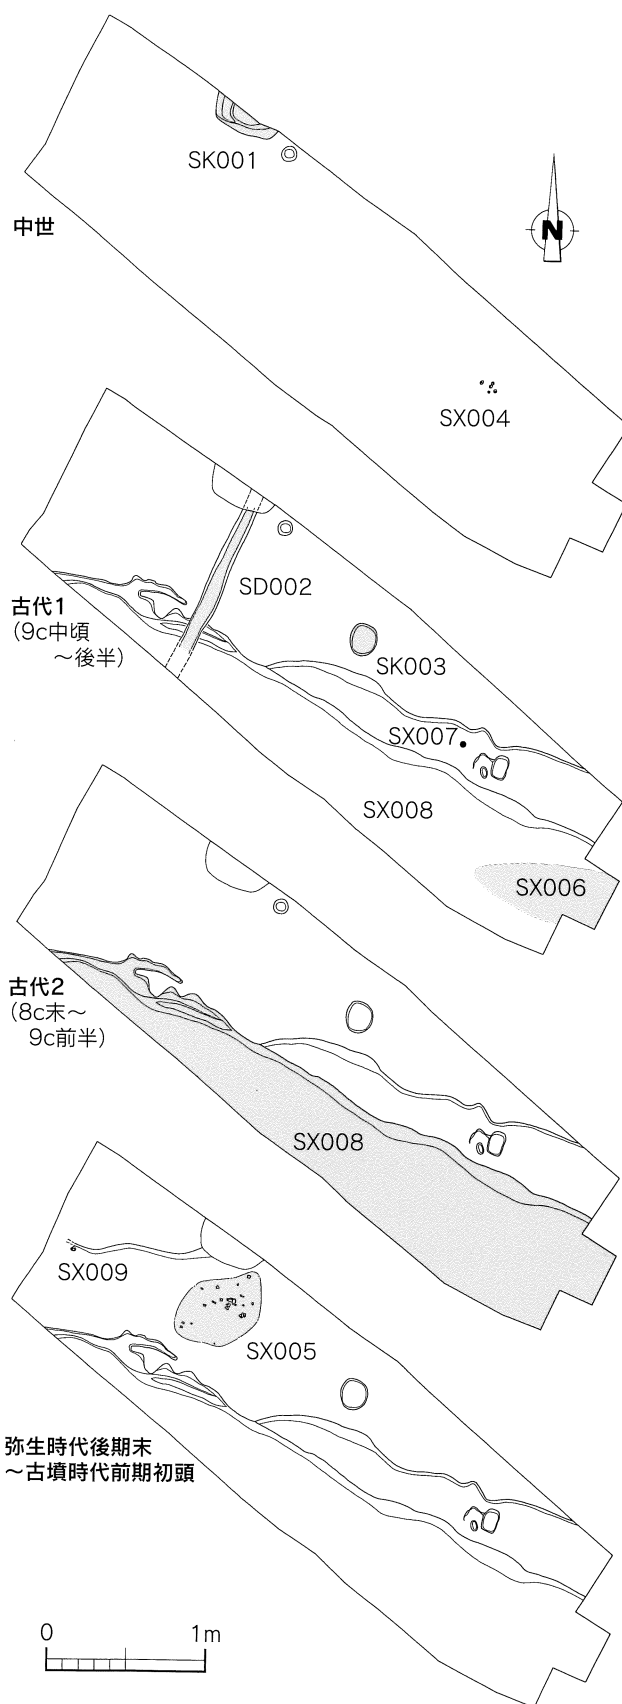 SK001
N
中世
SX004
SD002
古代1
(9c中頃
～後半)
SK003
SX007
SX008
SX006
古代2
(8c末～
9c前半)
SX008
SX009
SX005
弥生時代後期末
～古墳時代前期初頭
0 1m